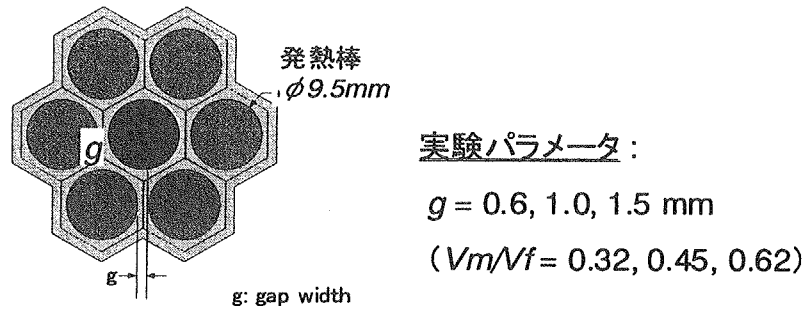 発熱棒
φ9.5mm
g
g
g: gap width
実験パラメータ:
g = 0.6, 1.0, 1.5 mm
(Vm/Vf = 0.32, 0.45, 0.62)